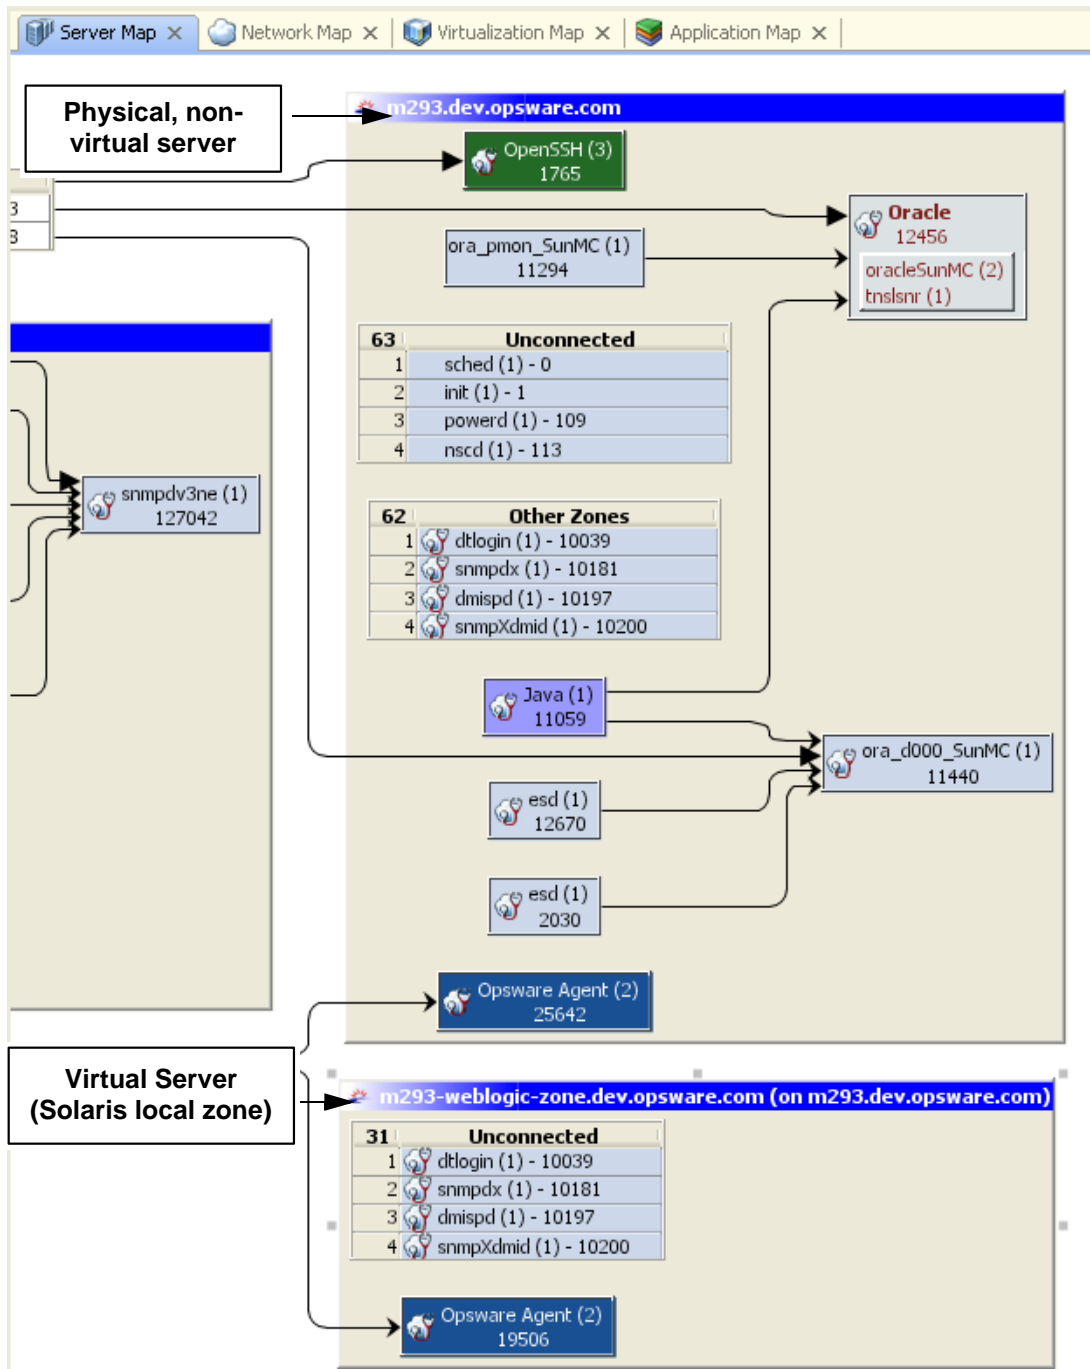 Server Map
Network Map
Virtualization Map
Application Map
Physical, non-
virtual server
m293.dev.opsware.com
OpenSSH (3)
1765
3
3
Oracle
12456
oracleSunMC (2)
tnslsnr (1)
ora_pmon_SunMC (1)
11294
63 Unconnected
1 sched (1) - 0
2 init (1) - 1
3 powerd (1) - 109
4 nscd (1) - 113
snmpdv3ne (1)
127042
62 Other Zones
1 dtlogin (1) - 10039
2 snmpdx (1) - 10181
3 dmispd (1) - 10197
4 snmpXdmid (1) - 10200
Java (1)
11059
ora_d000_SunMC (1)
11440
esd (1)
12670
esd (1)
2030
Opsware Agent (2)
25642
Virtual Server
(Solaris local zone)
m293-weblogic-zone.dev.opsware.com (on m293.dev.opsware.com)
31 Unconnected
1 dtlogin (1) - 10039
2 snmpdx (1) - 10181
3 dmispd (1) - 10197
4 snmpXdmid (1) - 10200
Opsware Agent (2)
19506